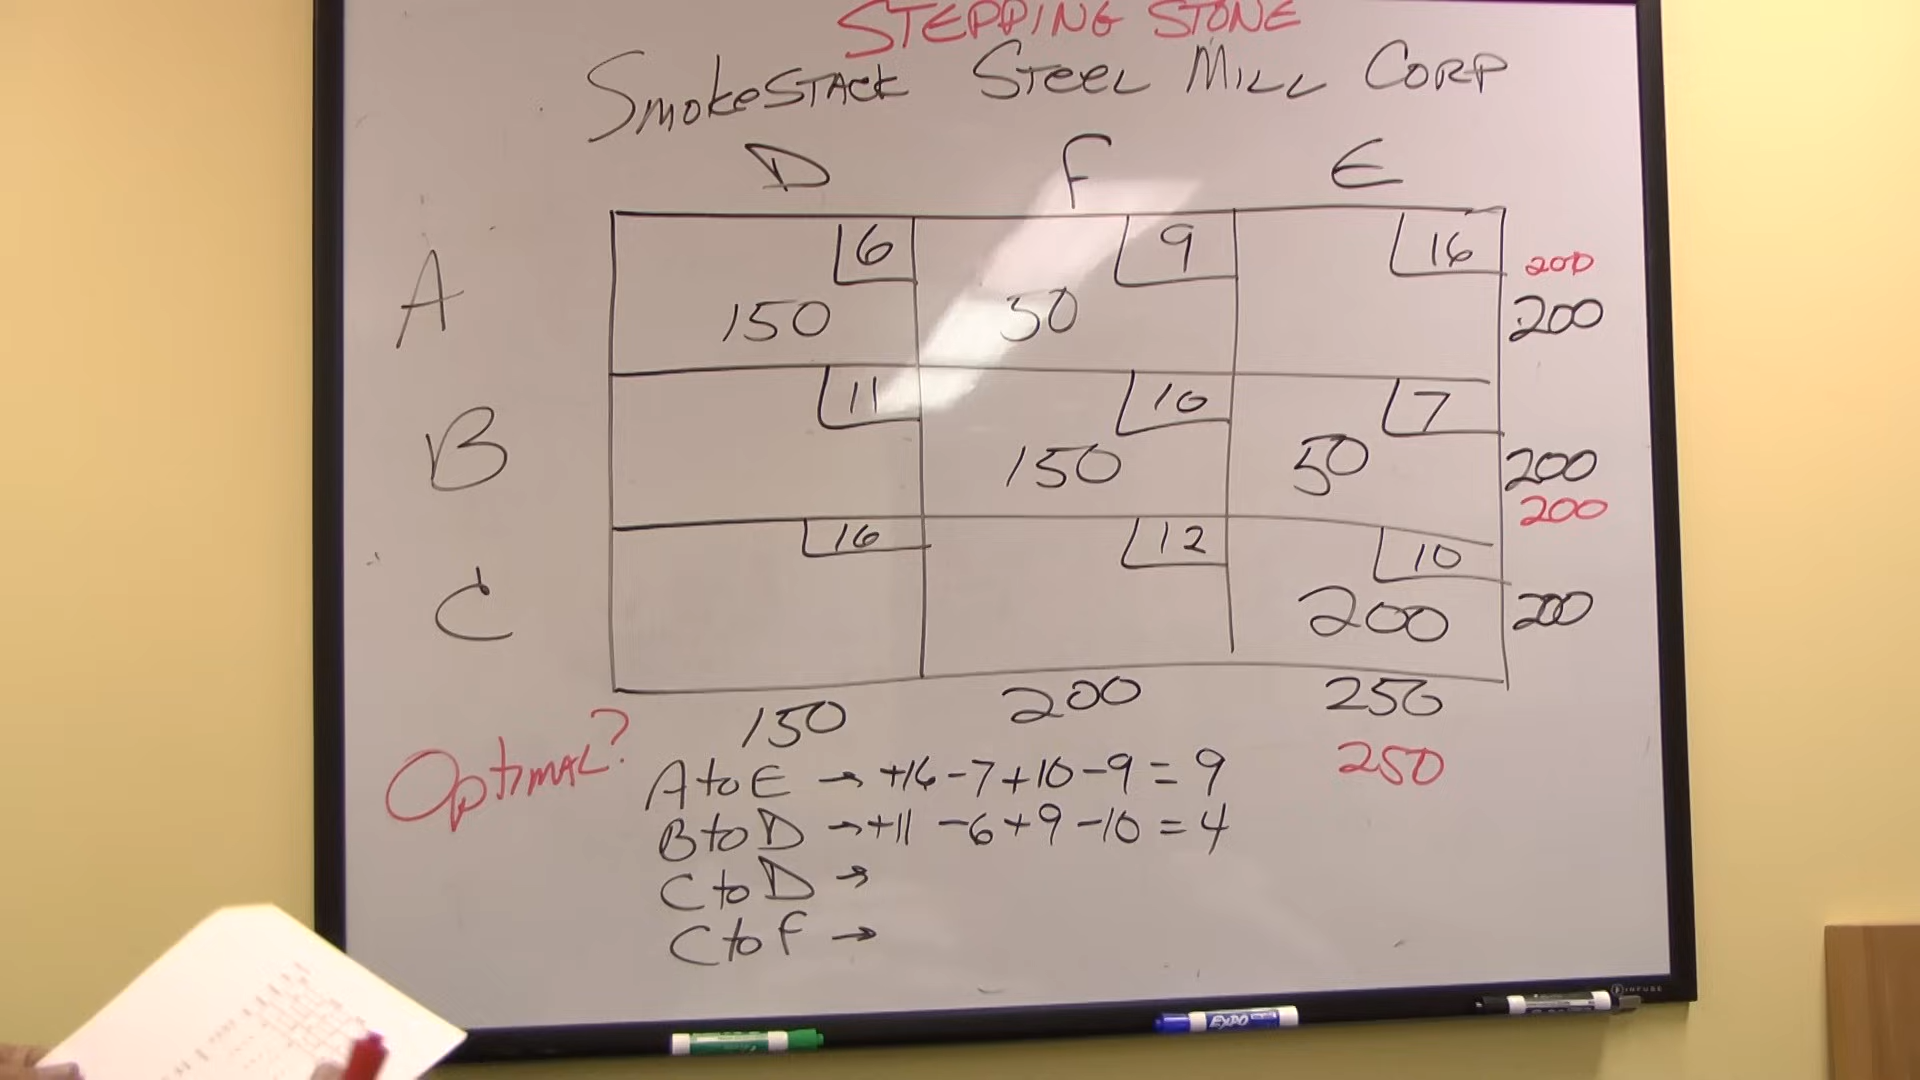 STEPPING STONE
SMOKESTACK STEEL MILL CORP
D F E
6 9 16 200
A 150 50 200
11 10 7
B 150 50 200
200
16 12 10
C 200 200
150 200 250
OPTIMAL?
A to E → +16 -7 +10 -9 = 9 250
B to D → +11 -6 +9 -10 = 4
C to D →
C to F →
INFUSE
EXPO